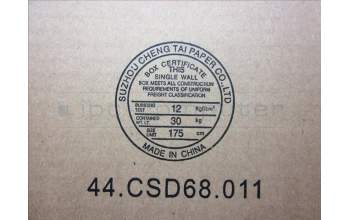 SUZHOU CHENG TAI PAPER CO.,LTD
BOX CERTIFICATE
THIS
SINGLE WALL
BOX MEETS ALL CONSTRUCTION
REQUIREMENTS OF UNIFORM
FREIGHT CLASSIFICATION
BURSTING TEST 12 Kgf/cm²
CONTAINED WT. LT. 30 kg
SIZE LMT 175 cm
MADE IN CHINA
44.CSD68.011